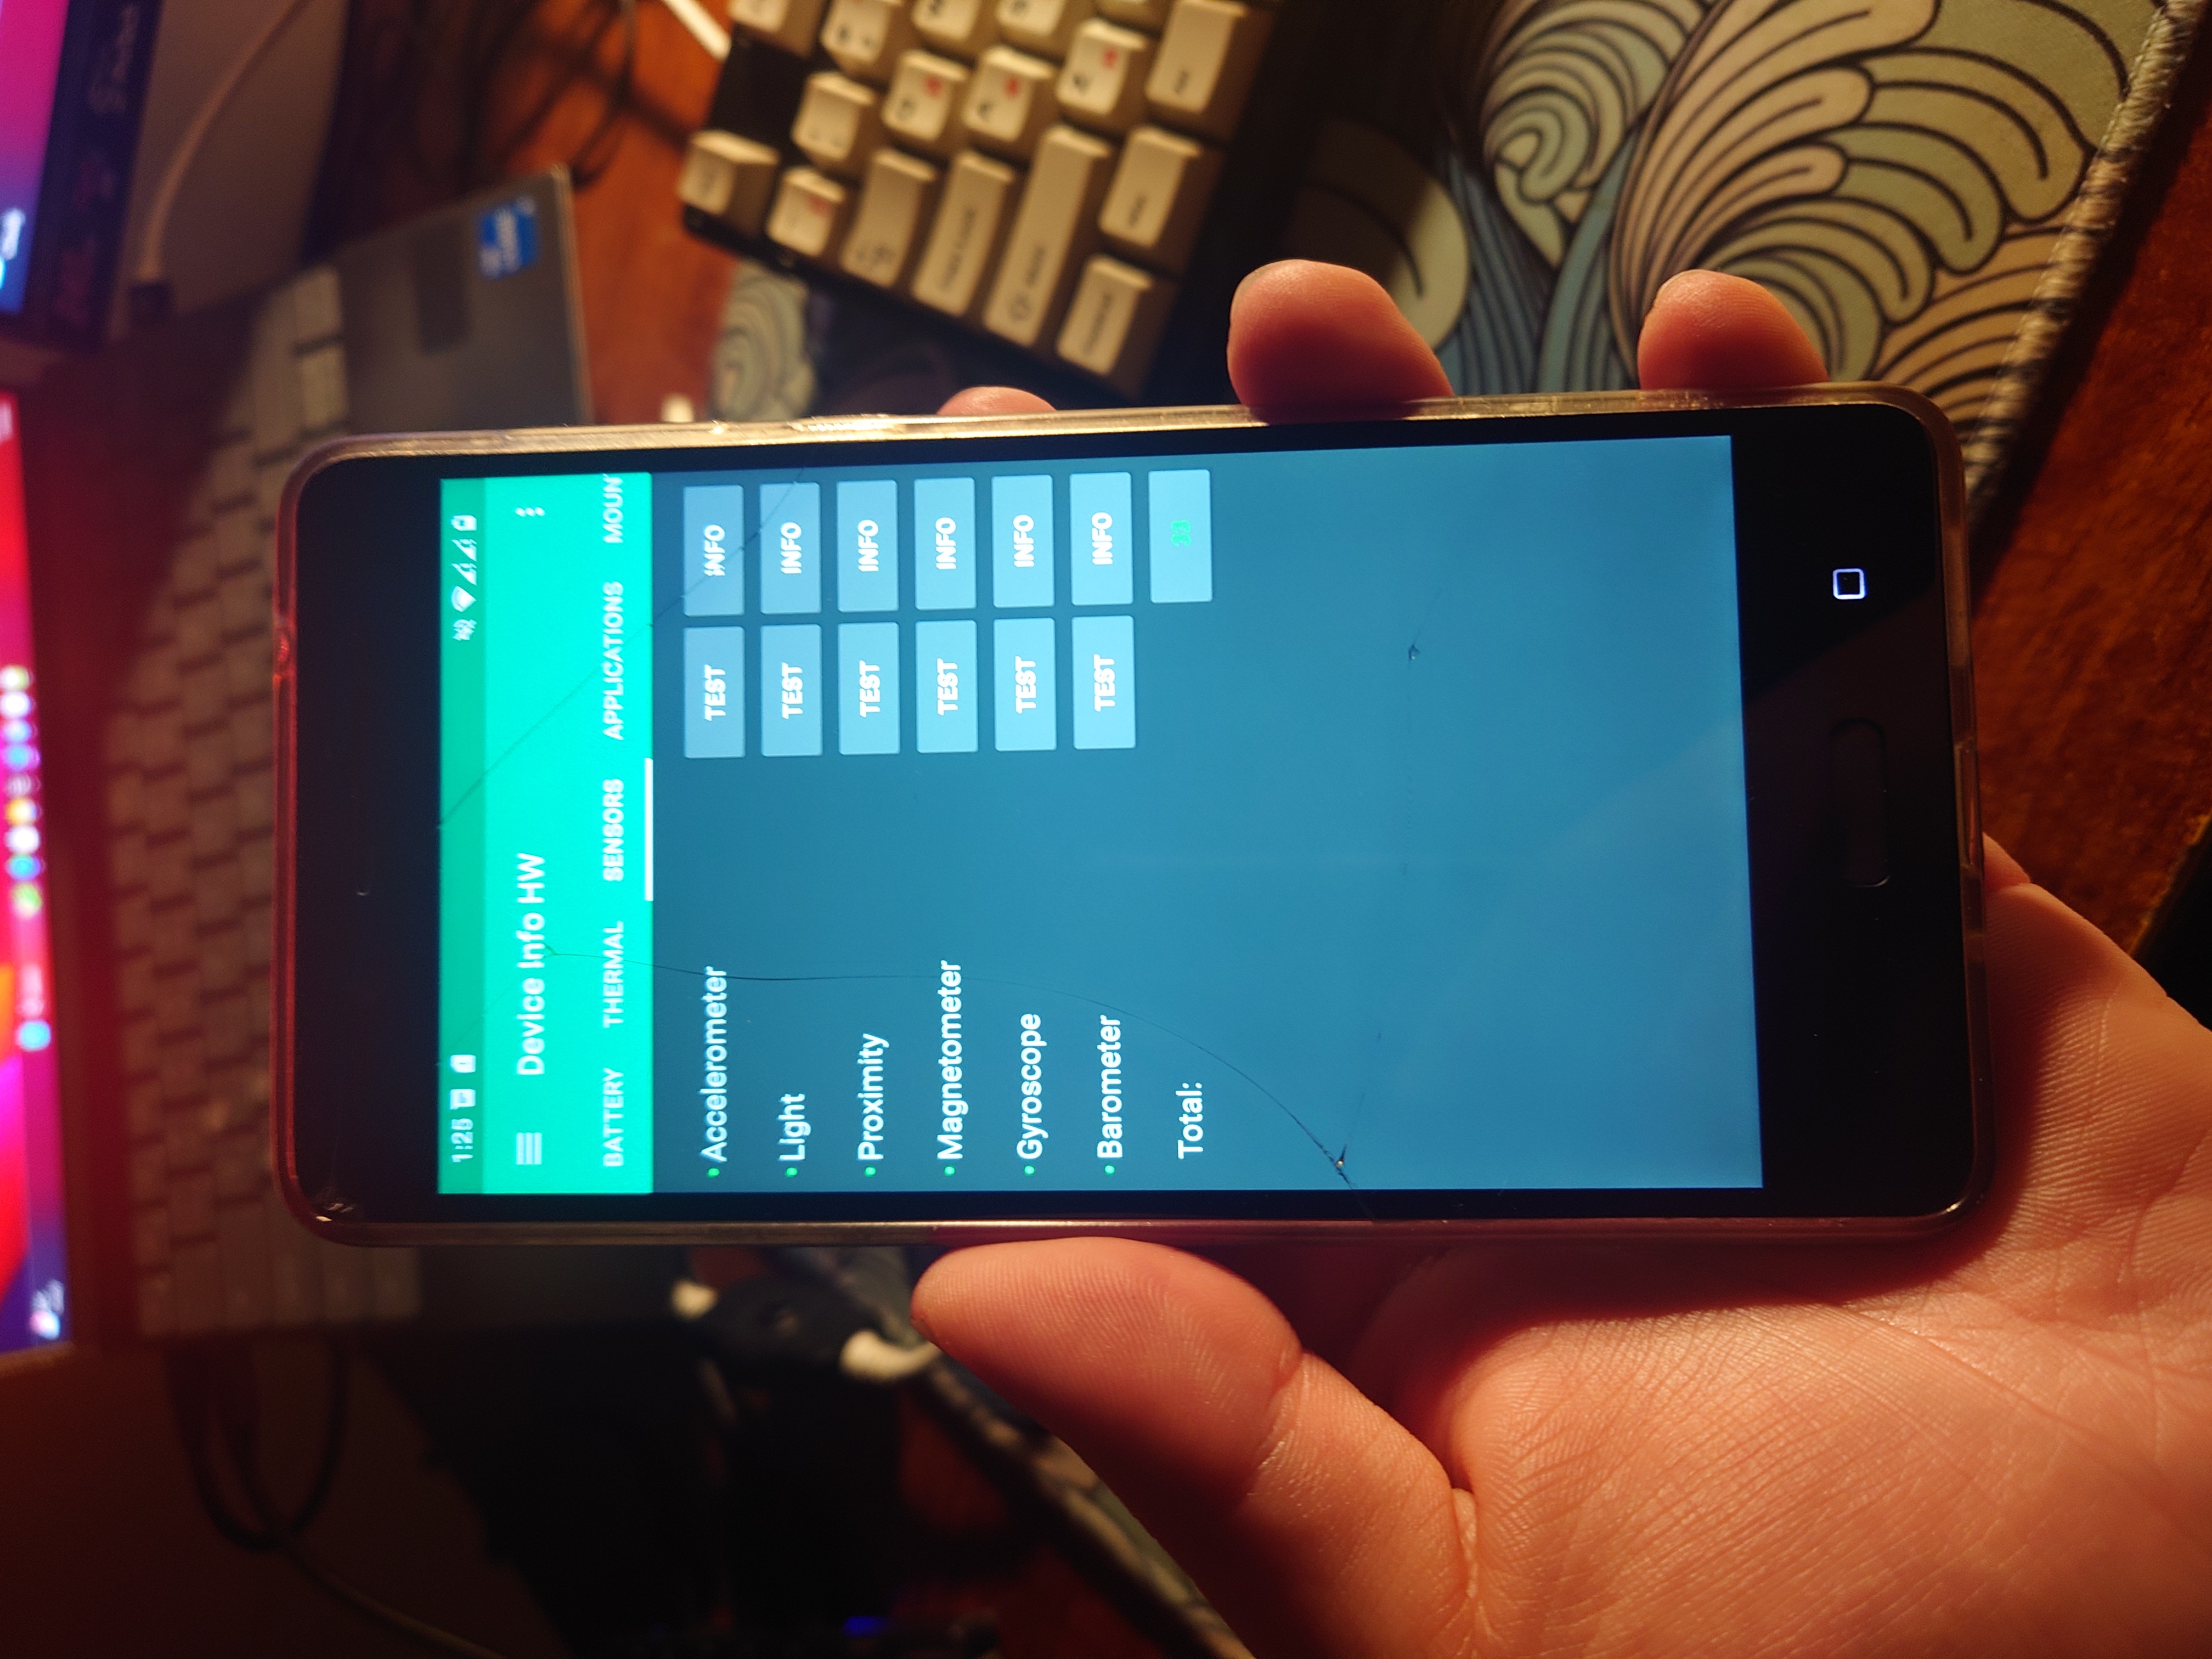 1:25
Device Info HW
BATTERY THERMAL SENSORS APPLICATIONS MOUN
Accelerometer TEST INFO
Light TEST INFO
Proximity TEST INFO
Magnetometer TEST INFO
Gyroscope TEST INFO
Barometer TEST INFO
Total: 33